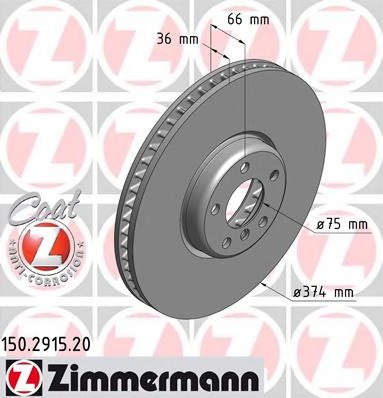 66 mm
36 mm
Coat
Z
ANTI-CORROSION
ø75 mm
ø374 mm
150.2915.20
Z Zimmermann